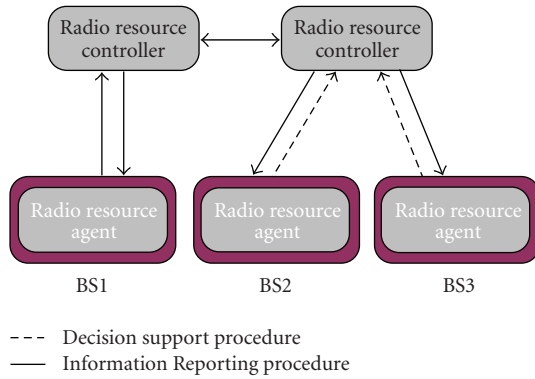 Radio resource
controller
Radio resource
controller
Radio resource
agent
Radio resource
agent
Radio resource
agent
BS1
BS2
BS3
Decision support procedure
Information Reporting procedure